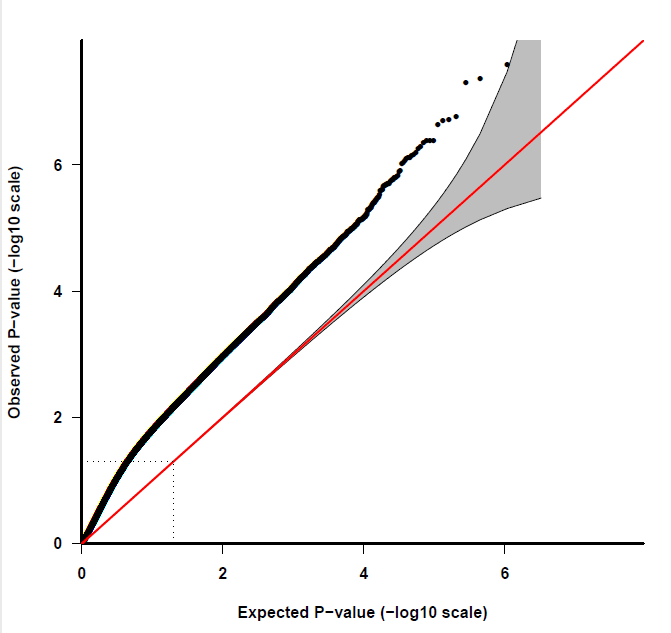 Observed P−value (−log10 scale)
6
4
2
0
0 2 4 6
Expected P−value (−log10 scale)